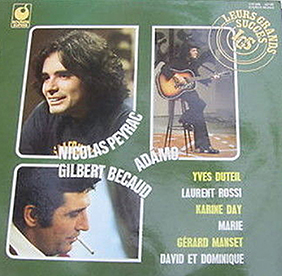 LEURS GRANDS
SUCCÈS
NICOLAS PEYRAC
ADAMO
GILBERT BECAUD
YVES DUTEIL
LAURENT ROSSI
KARINE DAY
MARIE
GÉRARD MANSET
DAVID ET DOMINIQUE